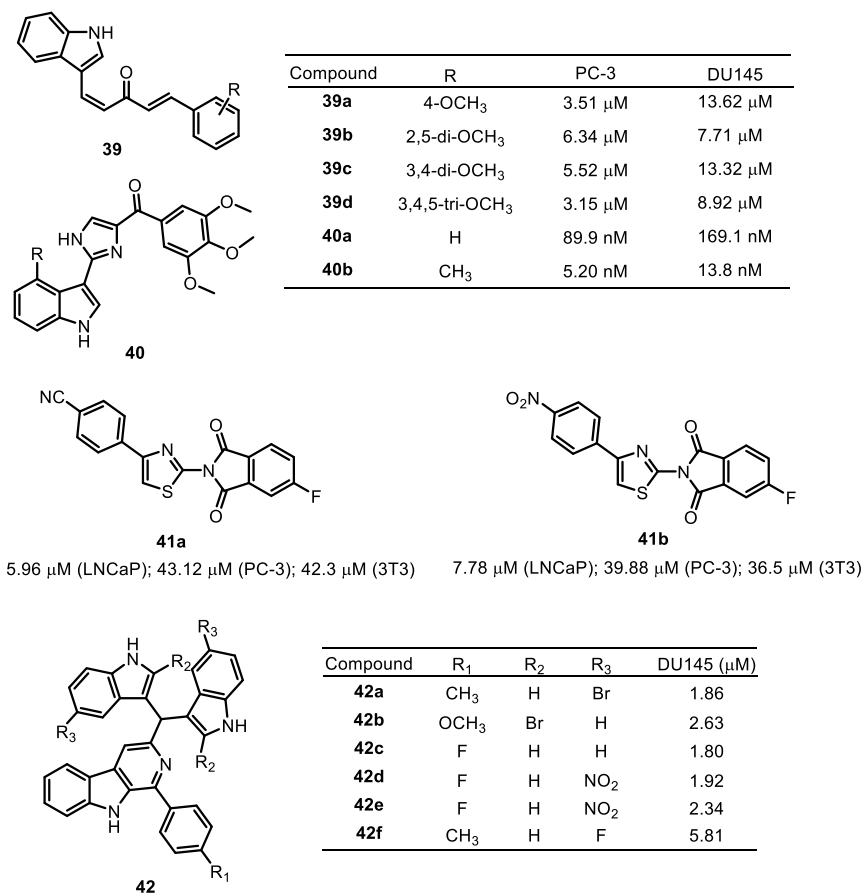 NH
O
R
39
Compound R PC-3 DU145
39a 4-OCH3 3.51 μM 13.62 μM
39b 2,5-di-OCH3 6.34 μM 7.71 μM
39c 3,4-di-OCH3 5.52 μM 13.32 μM
39d 3,4,5-tri-OCH3 3.15 μM 8.92 μM
40a H 89.9 nM 169.1 nM
40b CH3 5.20 nM 13.8 nM
O
O
HN
N
O
R
O
N
H
40
NC
O
N
N
S
F
O
41a
5.96 μM (LNCaP); 43.12 μM (PC-3); 42.3 μM (3T3)
O2N
O
N
N
S
F
O
41b
7.78 μM (LNCaP); 39.88 μM (PC-3); 36.5 μM (3T3)
R3
H
N
R2
NH
R3
R2
N
N
H
R1
42
Compound R1 R2 R3 DU145 (μM)
42a CH3 H Br 1.86
42b OCH3 Br H 2.63
42c F H H 1.80
42d F H NO2 1.92
42e F H NO2 2.34
42f CH3 H F 5.81